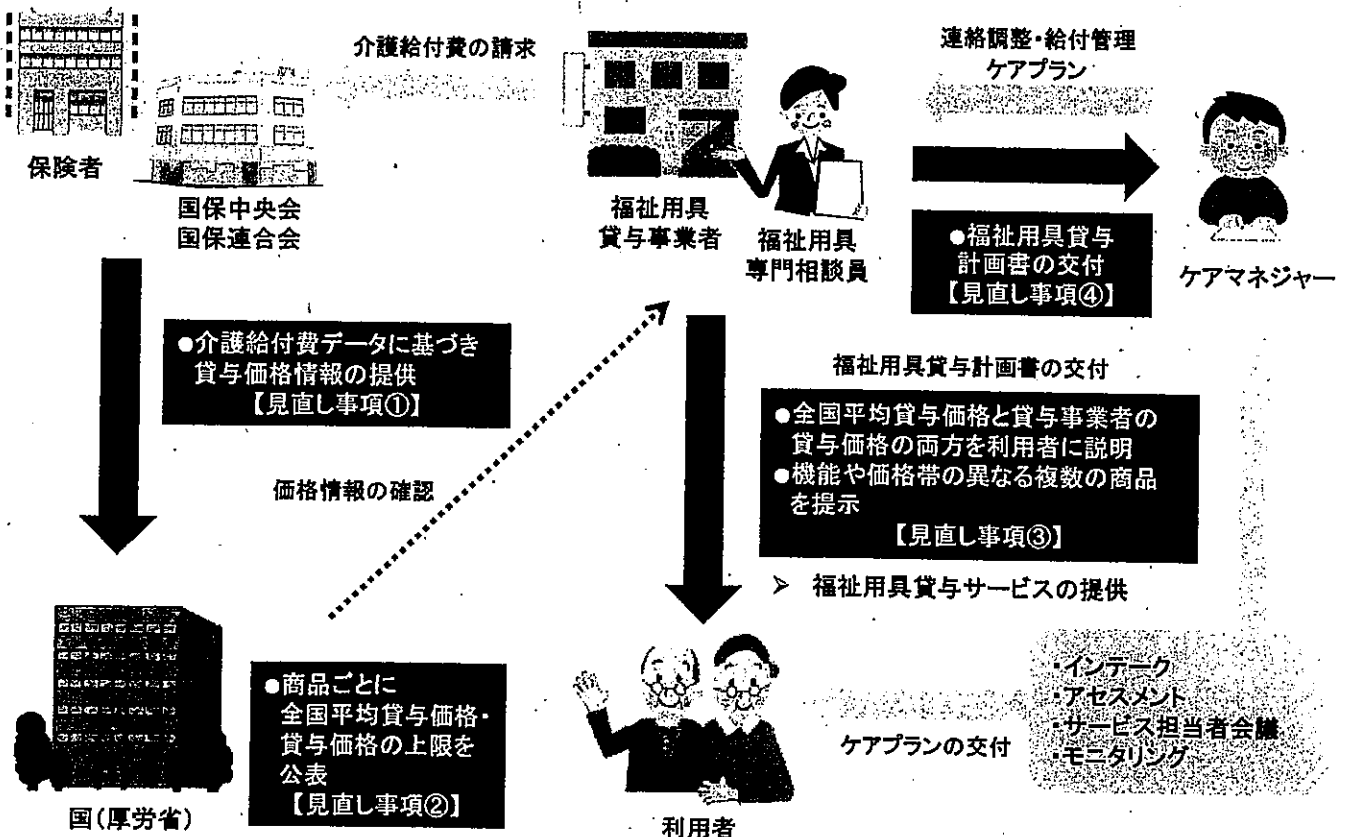 介護給付費の請求
連絡調整・給付管理
ケアプラン
保険者
国保中央会
国保連合会
福祉用具
貸与事業者
福祉用具
専門相談員
●福祉用具貸与
計画書の交付
【見直し事項④】
ケアマネジャー
●介護給付費データに基づき
貸与価格情報の提供
【見直し事項①】
価格情報の確認
福祉用具貸与計画書の交付
●全国平均貸与価格と貸与事業者の
貸与価格の両方を利用者に説明
●機能や価格帯の異なる複数の商品
を提示
【見直し事項③】
➢ 福祉用具貸与サービスの提供
●商品ごとに
全国平均貸与価格・
貸与価格の上限を
公表
【見直し事項②】
国(厚労省)
利用者
ケアプランの交付
・インテーク
・アセスメント
・サービス担当者会議
・モニタリング